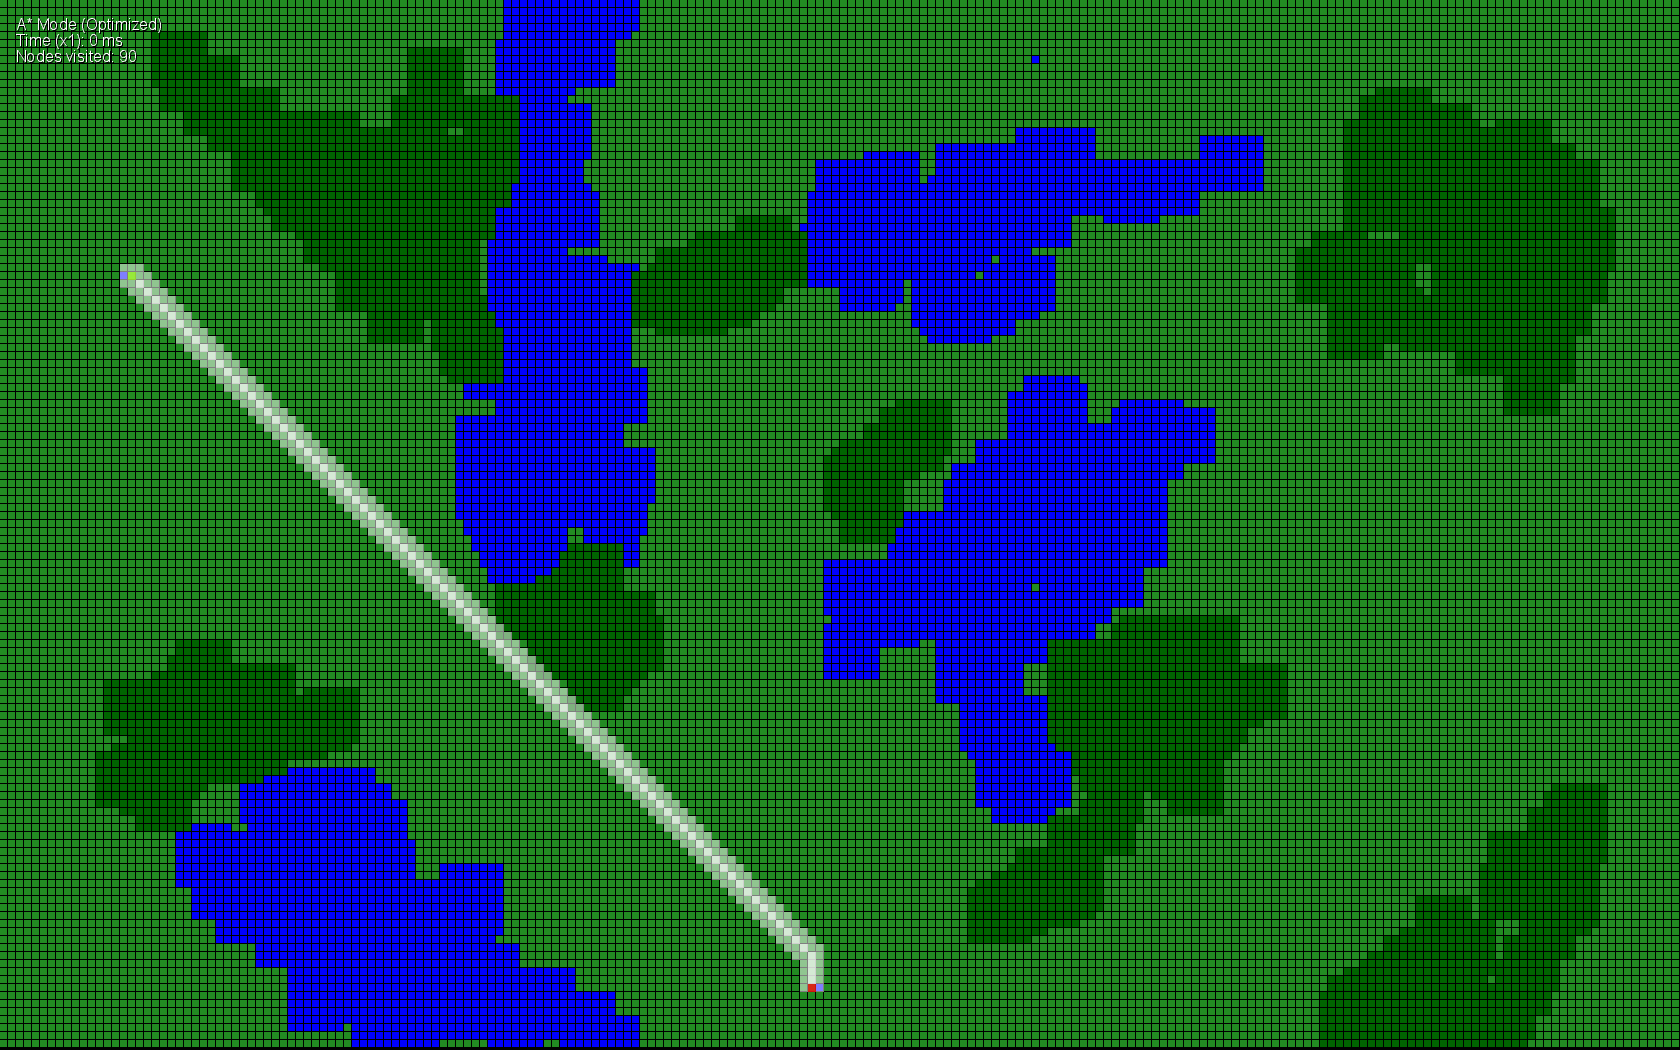 A* Mode (Optimized)
Time (x1): 0 ms
Nodes visited: 90